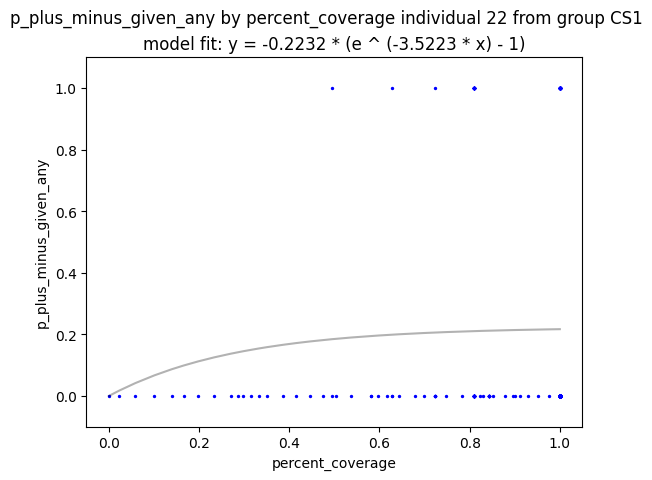 p_plus_minus_given_any by percent_coverage individual 22 from group CS1
model fit: y = -0.2232 * (e ^ (-3.5223 * x) - 1)
1.0
0.8
0.6
0.4
0.2
0.0
p_plus_minus_given_any
0.0 0.2 0.4 0.6 0.8 1.0
percent_coverage